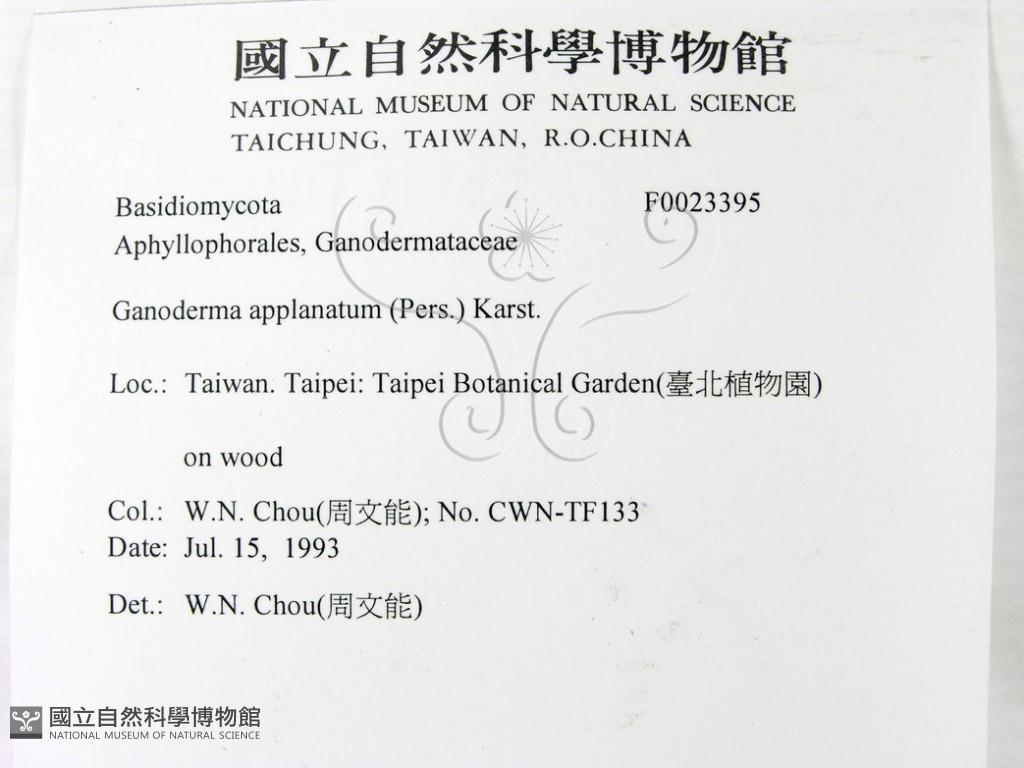 國立自然科學博物館
NATIONAL MUSEUM OF NATURAL SCIENCE
TAICHUNG, TAIWAN, R.O.CHINA
Basidiomycota F0023395
Aphyllophorales, Ganodermataceae
Ganoderma applanatum (Pers.) Karst.
Loc.: Taiwan. Taipei: Taipei Botanical Garden(臺北植物園)
on wood
Col.: W.N. Chou(周文能); No. CWN-TF133
Date: Jul. 15, 1993
Det.: W.N. Chou(周文能)
國立自然科學博物館
NATIONAL MUSEUM OF NATURAL SCIENCE